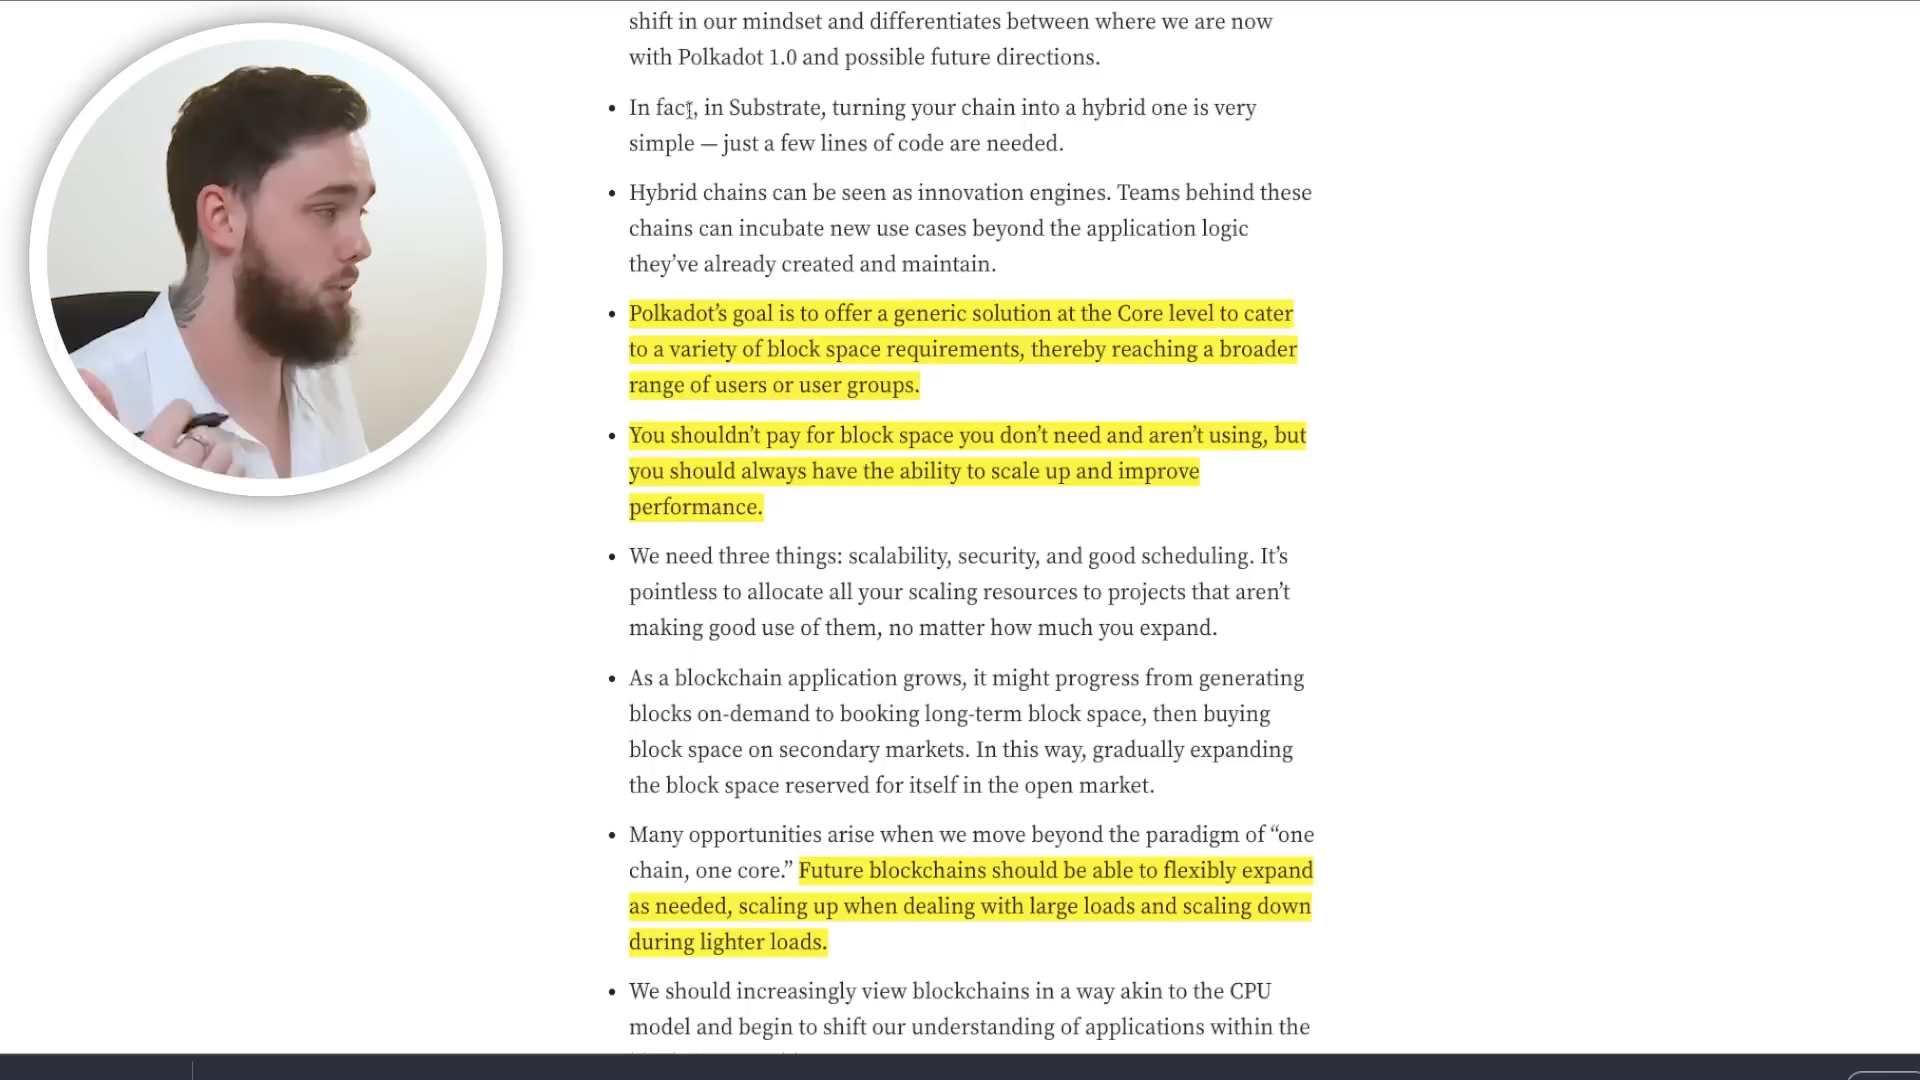 shift in our mindset and differentiates between where we are now
with Polkadot 1.0 and possible future directions.
• In fact, in Substrate, turning your chain into a hybrid one is very
simple — just a few lines of code are needed.
• Hybrid chains can be seen as innovation engines. Teams behind these
chains can incubate new use cases beyond the application logic
they’ve already created and maintain.
• Polkadot’s goal is to offer a generic solution at the Core level to cater
to a variety of block space requirements, thereby reaching a broader
range of users or user groups.
• You shouldn’t pay for block space you don’t need and aren’t using, but
you should always have the ability to scale up and improve
performance.
• We need three things: scalability, security, and good scheduling. It’s
pointless to allocate all your scaling resources to projects that aren’t
making good use of them, no matter how much you expand.
• As a blockchain application grows, it might progress from generating
blocks on-demand to booking long-term block space, then buying
block space on secondary markets. In this way, gradually expanding
the block space reserved for itself in the open market.
• Many opportunities arise when we move beyond the paradigm of “one
chain, one core.” Future blockchains should be able to flexibly expand
as needed, scaling up when dealing with large loads and scaling down
during lighter loads.
• We should increasingly view blockchains in a way akin to the CPU
model and begin to shift our understanding of applications within the